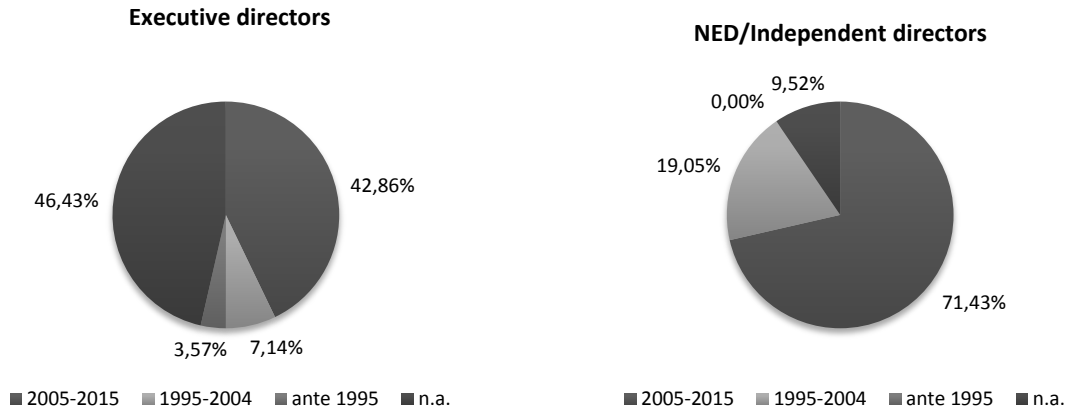 Executive directors
46,43%
42,86%
3,57%
7,14%
2005-2015 1995-2004 ante 1995 n.a.
NED/Independent directors
9,52%
0,00%
19,05%
71,43%
2005-2015 1995-2004 ante 1995 n.a.